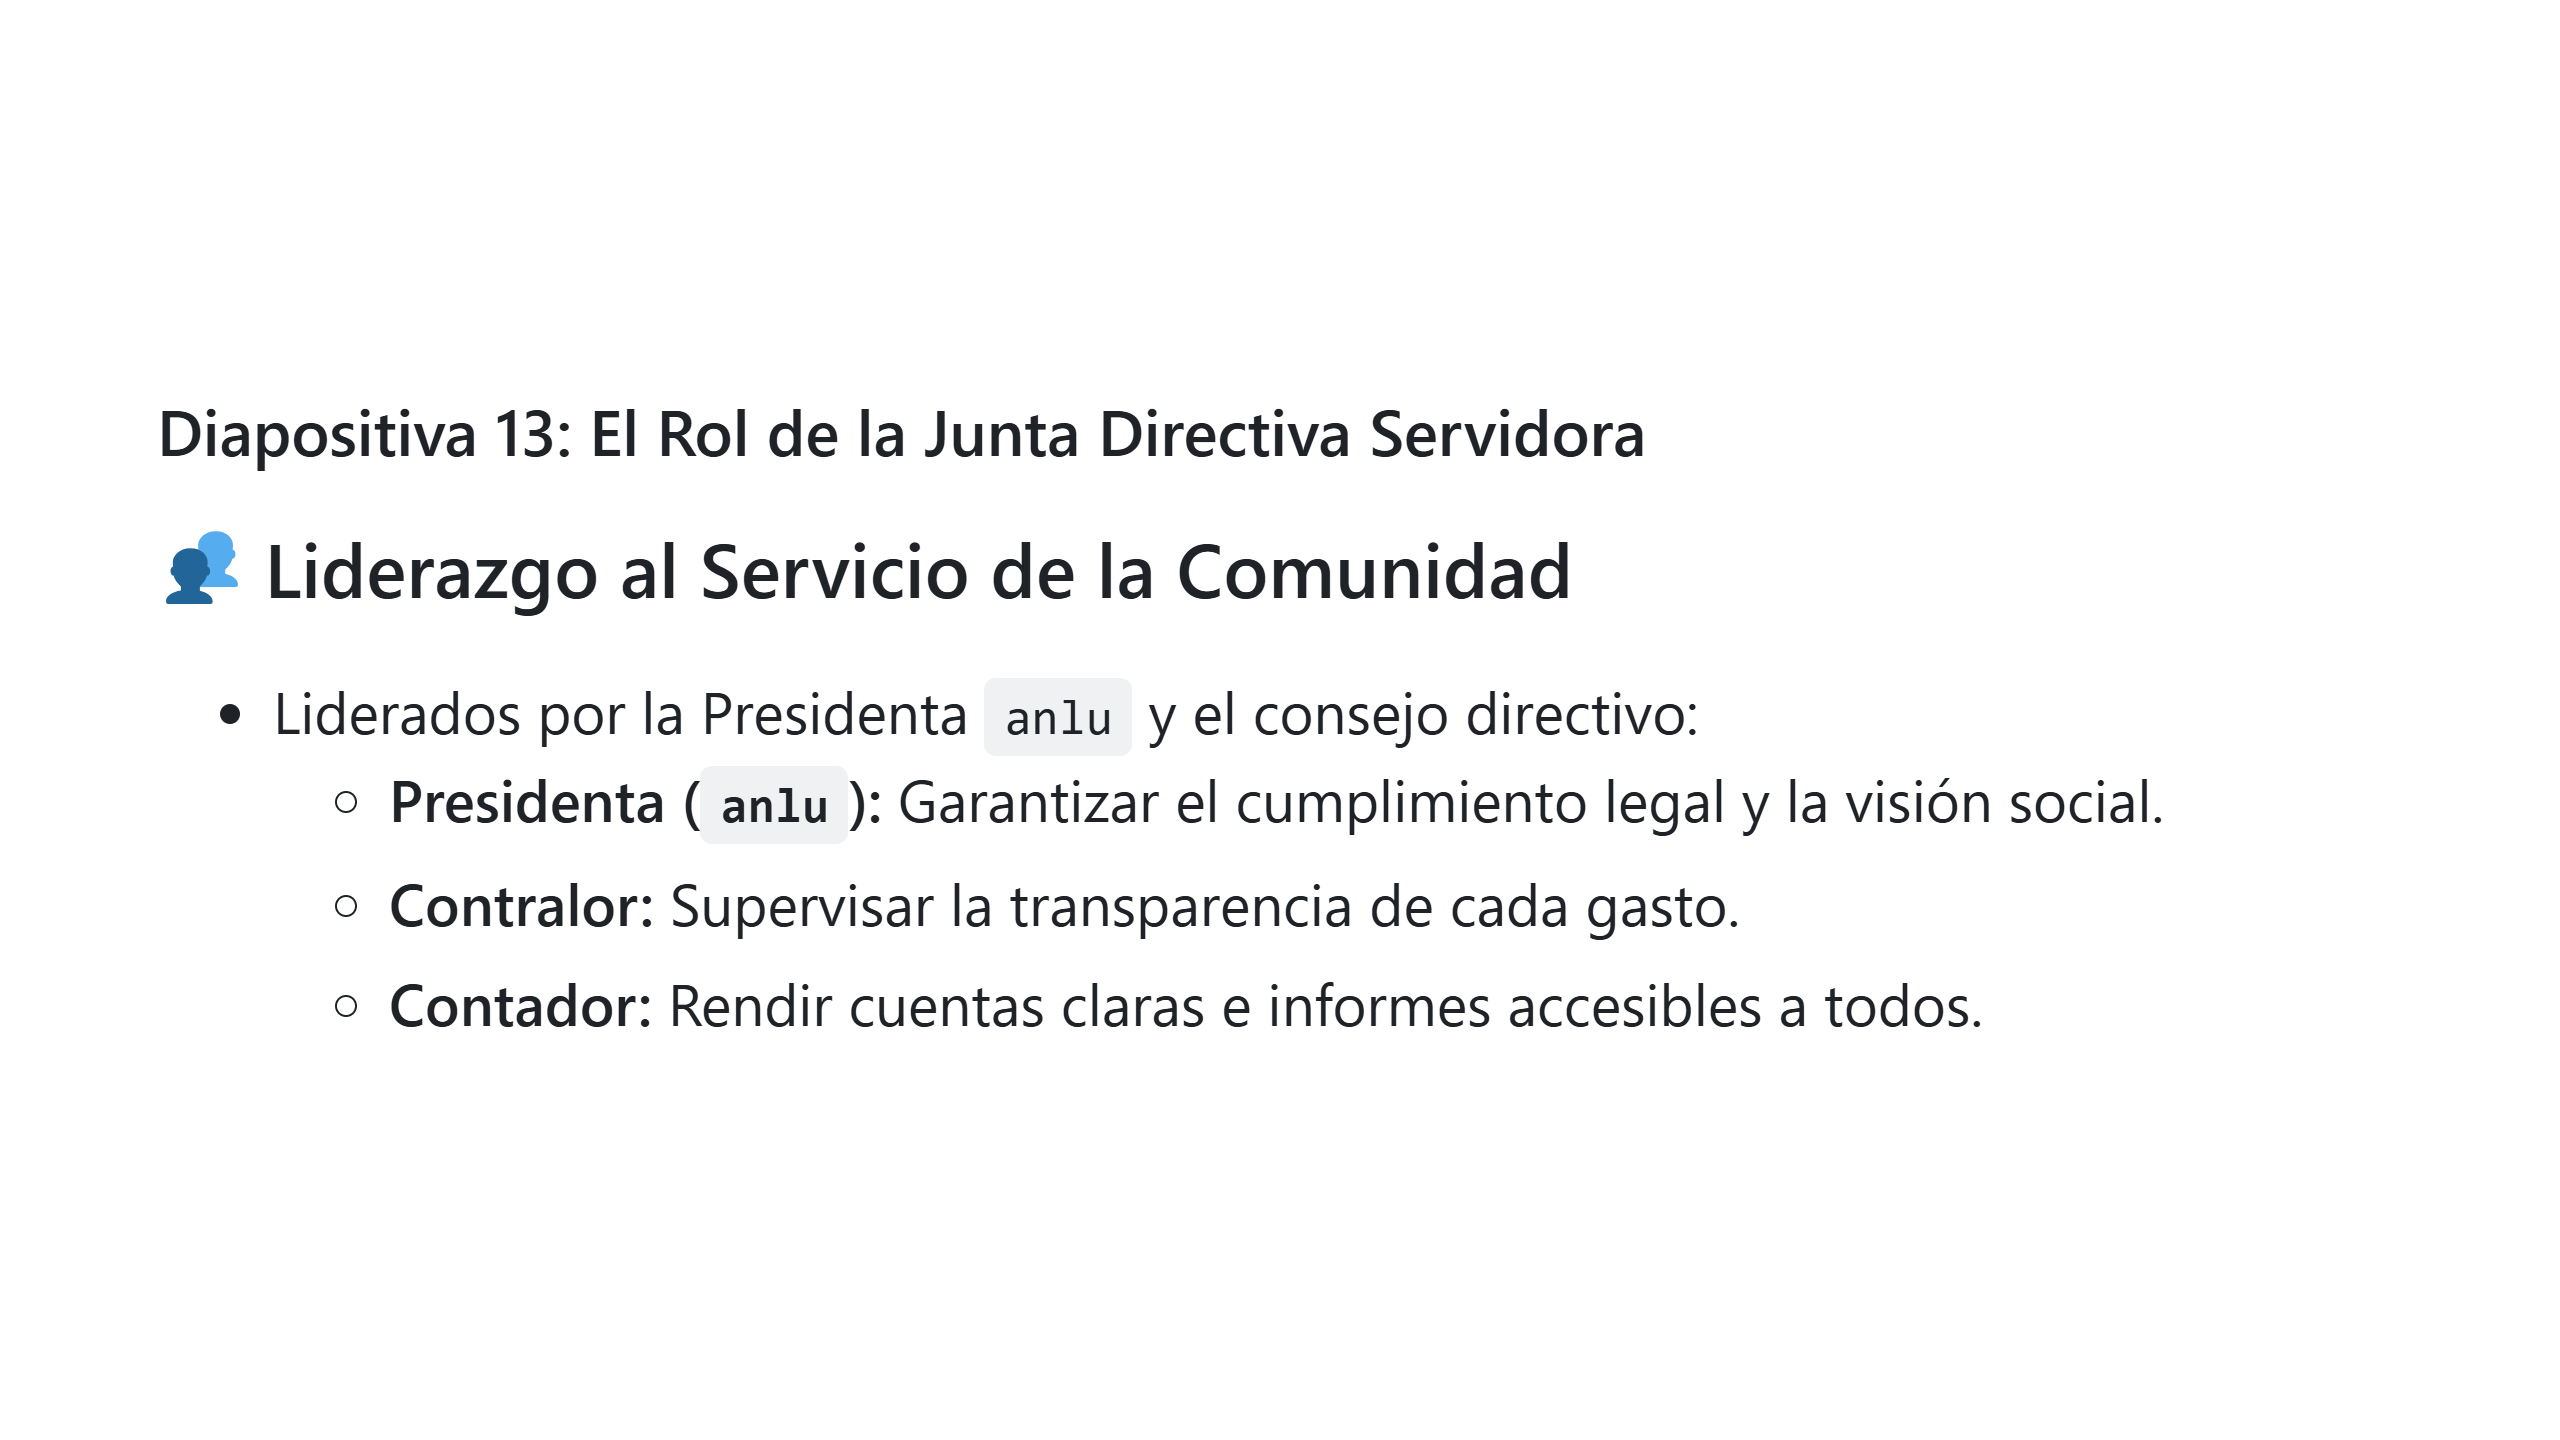 Diapositiva 13: El Rol de la Junta Directiva Servidora
👥 Liderazgo al Servicio de la Comunidad
• Liderados por la Presidenta anlu y el consejo directivo:
○ Presidenta (anlu): Garantizar el cumplimiento legal y la visión social.
○ Contralor: Supervisar la transparencia de cada gasto.
○ Contador: Rendir cuentas claras e informes accesibles a todos.